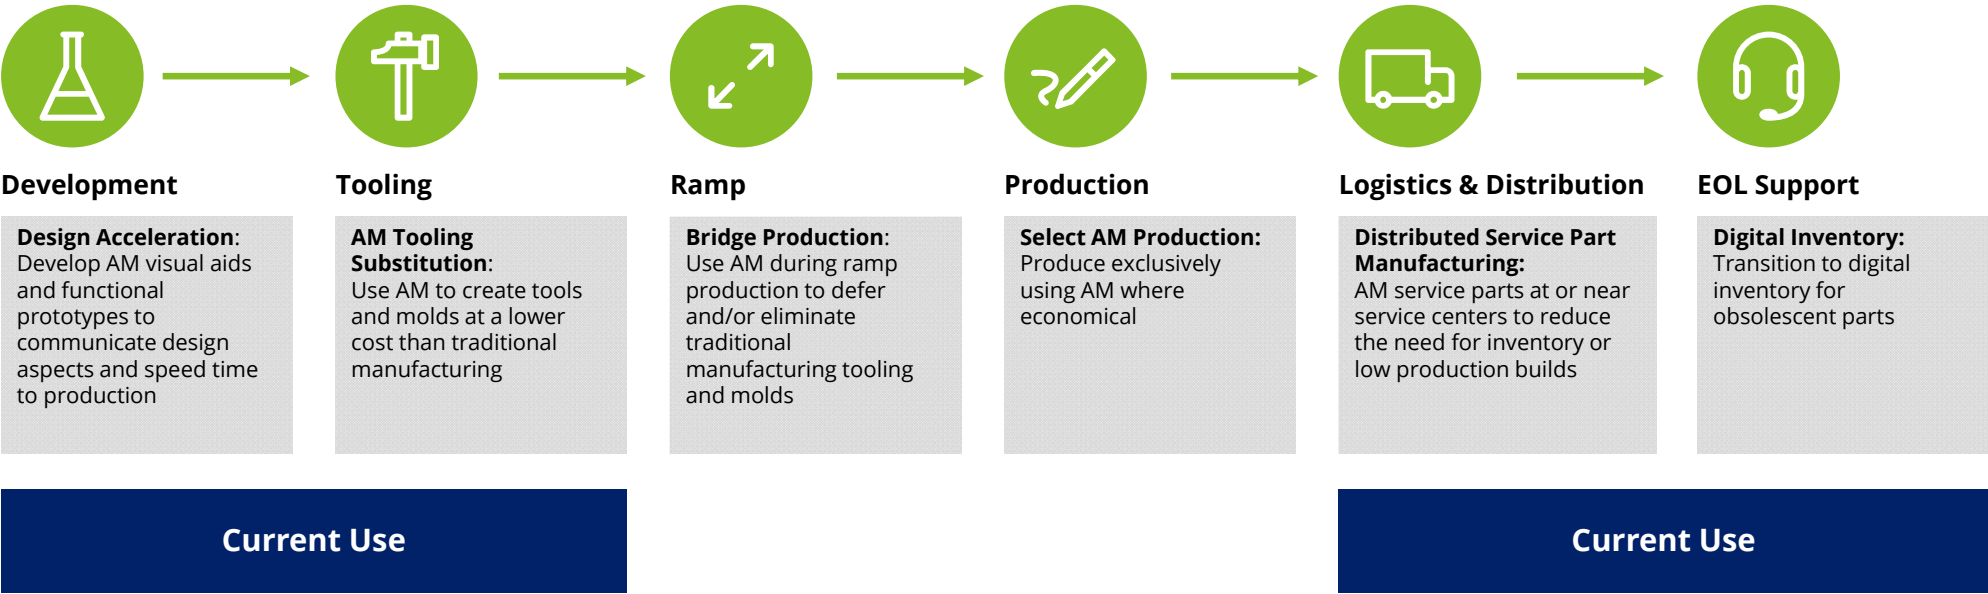 Development
Tooling
Ramp
Production
Logistics & Distribution
EOL Support
Design Acceleration:
Develop AM visual aids
and functional
prototypes to
communicate design
aspects and speed time
to production
AM Tooling
Substitution:
Use AM to create tools
and molds at a lower
cost than traditional
manufacturing
Bridge Production:
Use AM during ramp
production to defer
and/or eliminate
traditional
manufacturing tooling
and molds
Select AM Production:
Produce exclusively
using AM where
economical
Distributed Service Part
Manufacturing:
AM service parts at or near
service centers to reduce
the need for inventory or
low production builds
Digital Inventory:
Transition to digital
inventory for
obsolescent parts
Current Use
Current Use